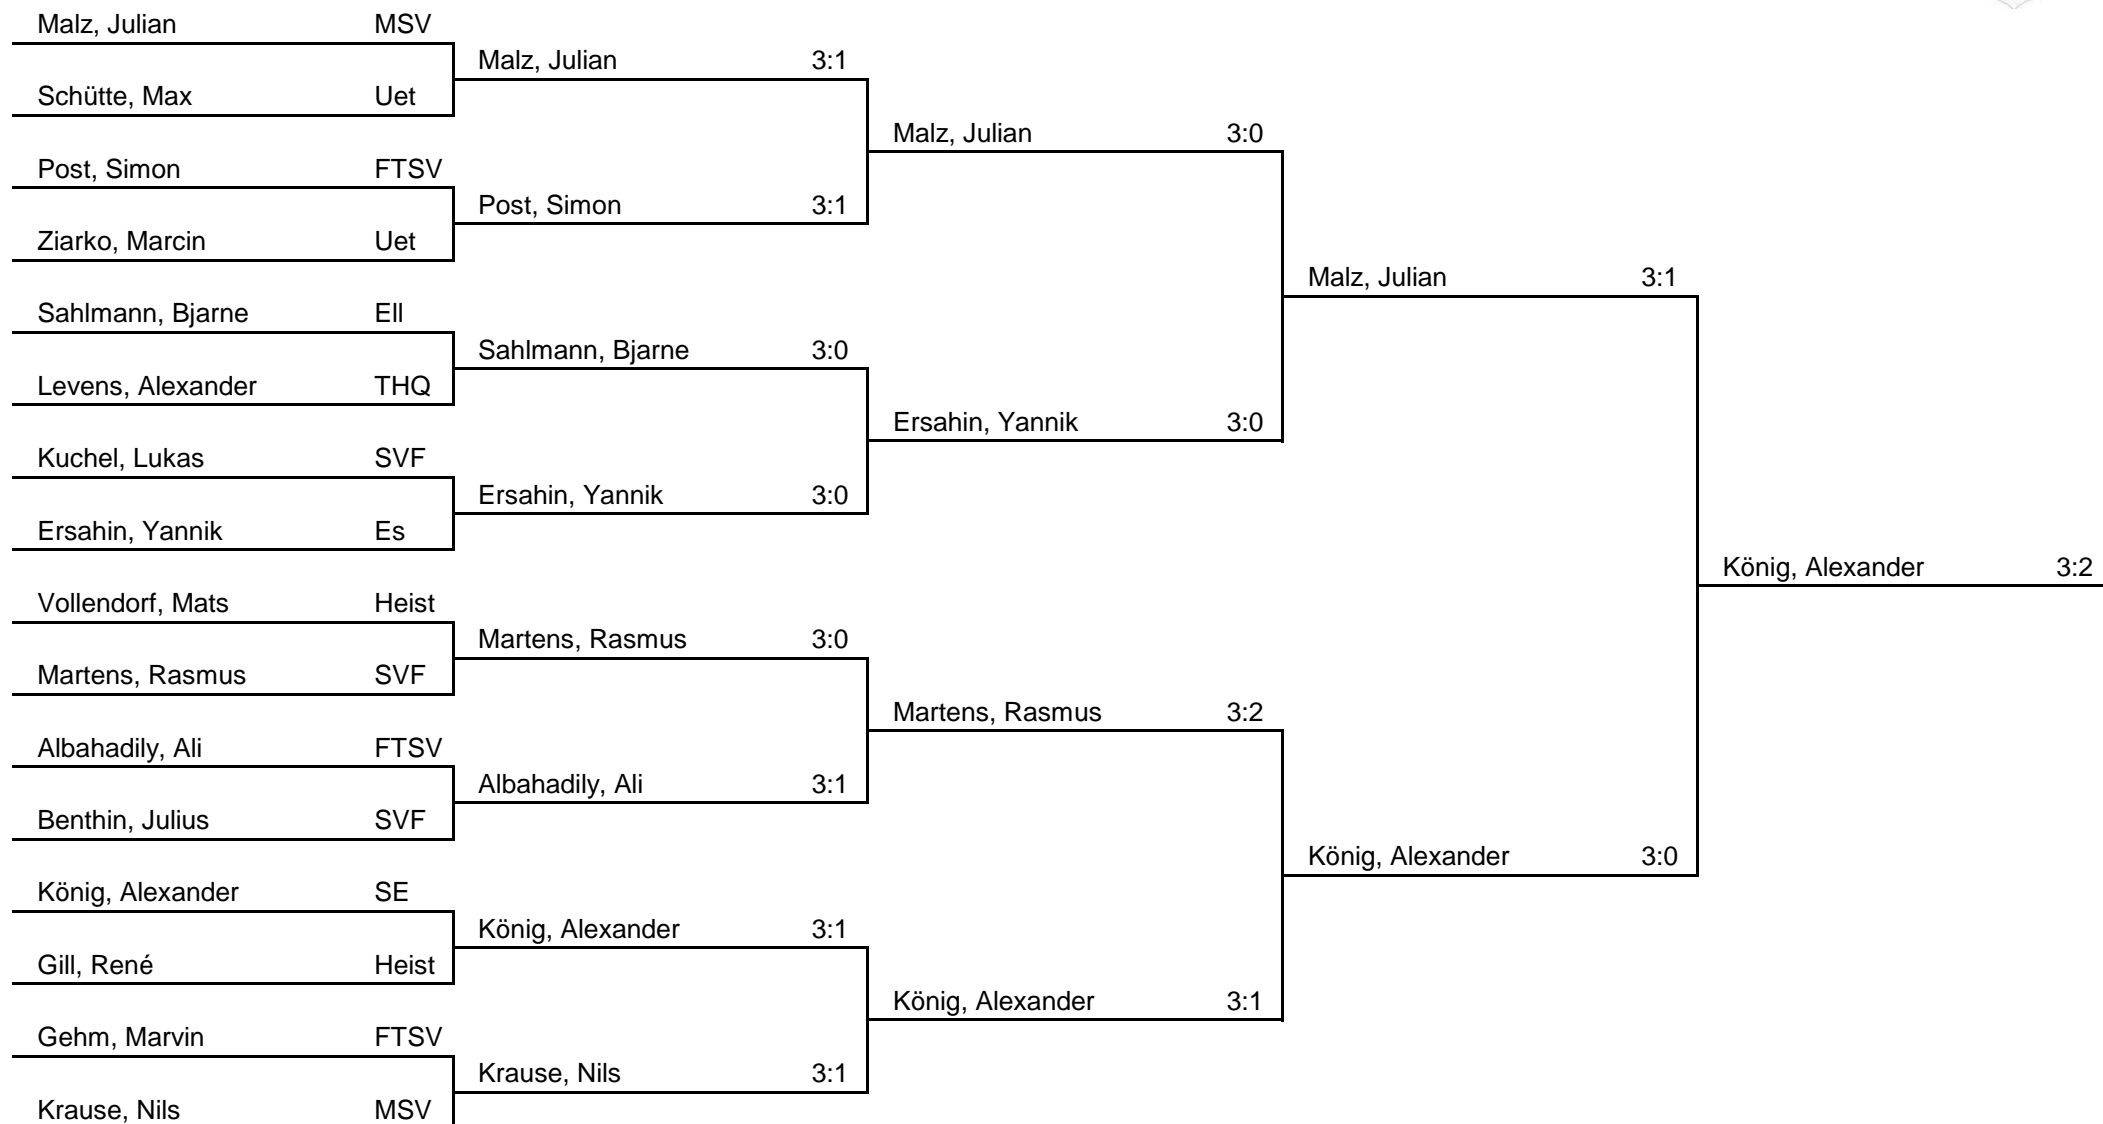 Malz, Julian MSV
Malz, Julian 3:1
Schütte, Max Uet
Malz, Julian 3:0
Post, Simon FTSV
Post, Simon 3:1
Ziarko, Marcin Uet
Malz, Julian 3:1
Sahlmann, Bjarne Ell
Sahlmann, Bjarne 3:0
Levens, Alexander THQ
Ersahin, Yannik 3:0
Kuchel, Lukas SVF
Ersahin, Yannik 3:0
Ersahin, Yannik Es
König, Alexander 3:2
Vollendorf, Mats Heist
Martens, Rasmus 3:0
Martens, Rasmus SVF
Martens, Rasmus 3:2
Albahadily, Ali FTSV
Albahadily, Ali 3:1
Benthin, Julius SVF
König, Alexander 3:0
König, Alexander SE
König, Alexander 3:1
Gill, René Heist
König, Alexander 3:1
Gehm, Marvin FTSV
Krause, Nils 3:1
Krause, Nils MSV